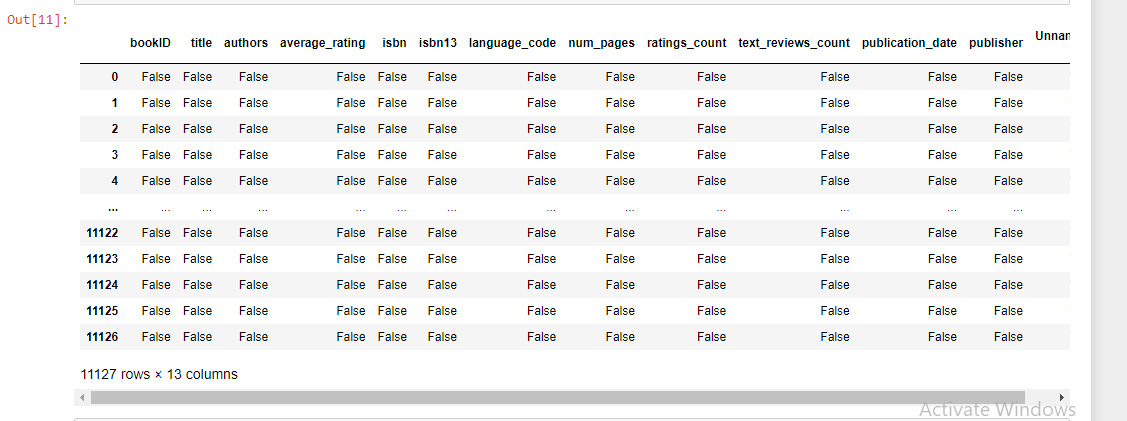 Out[11]:
bookID title authors average_rating isbn isbn13 language_code num_pages ratings_count text_reviews_count publication_date publisher Unnan
0 False False False False False False False False False False False False
1 False False False False False False False False False False False False
2 False False False False False False False False False False False False
3 False False False False False False False False False False False False
4 False False False False False False False False False False False False
... ... ... ... ... ... ... ... ... ... ... ... ...
11122 False False False False False False False False False False False False
11123 False False False False False False False False False False False False
11124 False False False False False False False False False False False False
11125 False False False False False False False False False False False False
11126 False False False False False False False False False False False False
11127 rows × 13 columns
Activate Windows